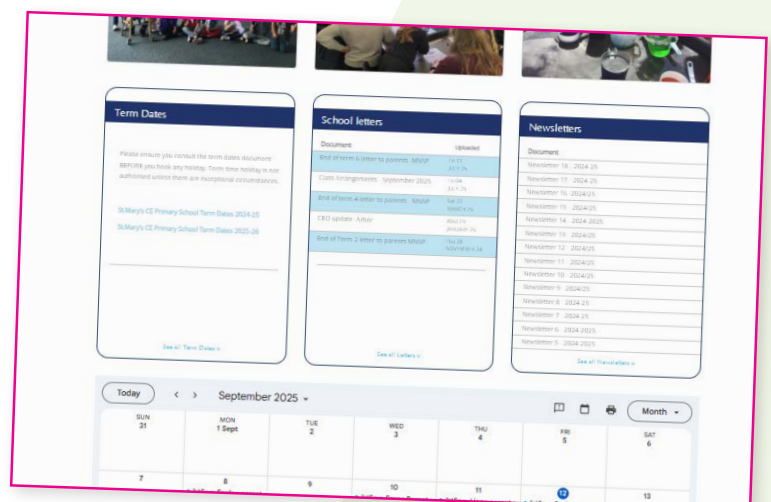 Term Dates
Please ensure you consult the term dates document
BEFORE you book any holiday. Term time holiday is not
authorised unless there are exceptional circumstances.
St.Mary's CE Primary School Term Dates 2024-25
St.Mary's CE Primary School Term Dates 2025-26
See all Term Dates >
School letters
Document Uploaded
End of term 6 letter to parents MNSP
Class Arrangements September 2025
End of term 4 letter to parents MNSP
CEO update
End of Term 2 letter to parents MNSP
See all Letters >
Newsletters
Document
Newsletter 18 2024-25
Newsletter 17 2024-25
Newsletter 16 2024/25
Newsletter 15 2024/25
Newsletter 14 2024-2025
Newsletter 13 2024-25
Newsletter 12 2024/25
Newsletter 11 2024/25
Newsletter 10 2024/25
Newsletter 9 2024/25
Newsletter 8 2024/25
Newsletter 7 2024-25
Newsletter 6 2024-2025
Newsletter 5 2024-2025
See all Newsletters >
Today < > September 2025 Month
SUN MON TUE WED THU FRI SAT
31 1 Sept 2 3 4 5 6
7 8 9 10 11 12 13